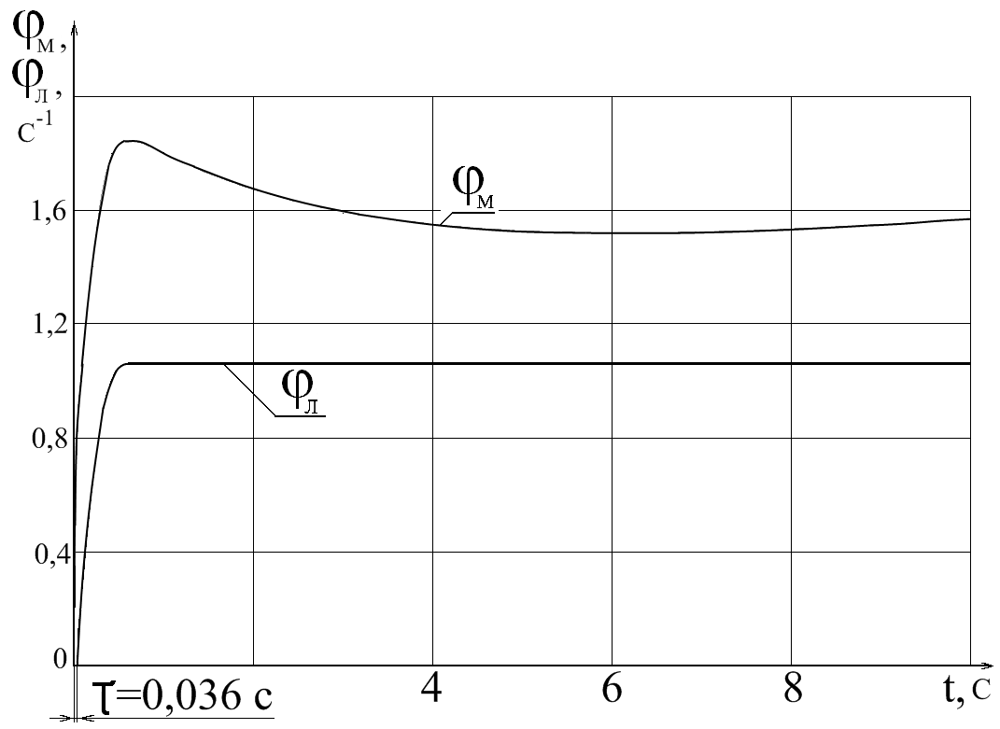 φм,
φл,
с-1
1,6
φм
1,2
φл
0,8
0,4
0
τ=0,036 с
4
6
8
t, с